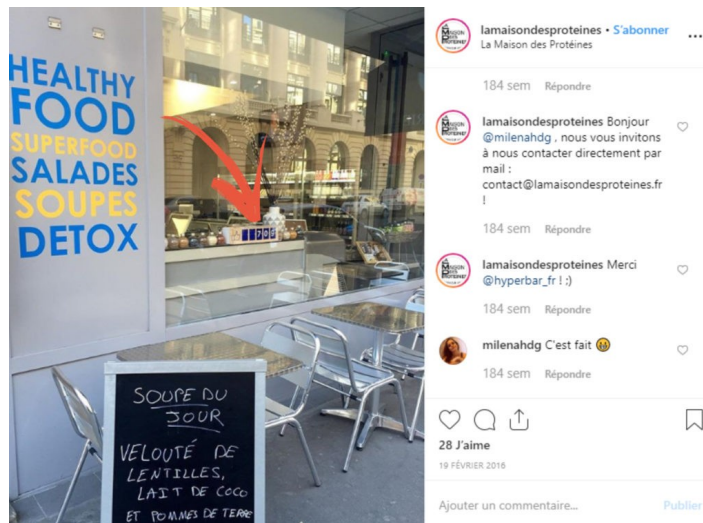 HEALTHY
FOOD
SUPERFOOD
SALADES
SOUPES
DETOX
SOUPE DU
JOUR
VELOUTÉ DE
LENTILLES,
LAIT DE COCO
ET POMMES DE TERRE
lamaisondesproteines • S'abonner
La Maison des Protéines
184 sem Répondre
lamaisondesproteines Bonjour
@milenahdg , nous vous invitons
à nous contacter directement par
mail :
contact@lamaisondesproteines.fr
!
184 sem Répondre
lamaisondesproteines Merci
@hyperbar_fr ! ;)
184 sem Répondre
milenahdg C'est fait 😁
184 sem Répondre
28 J'aime
19 FÉVRIER 2016
Ajouter un commentaire... Publier